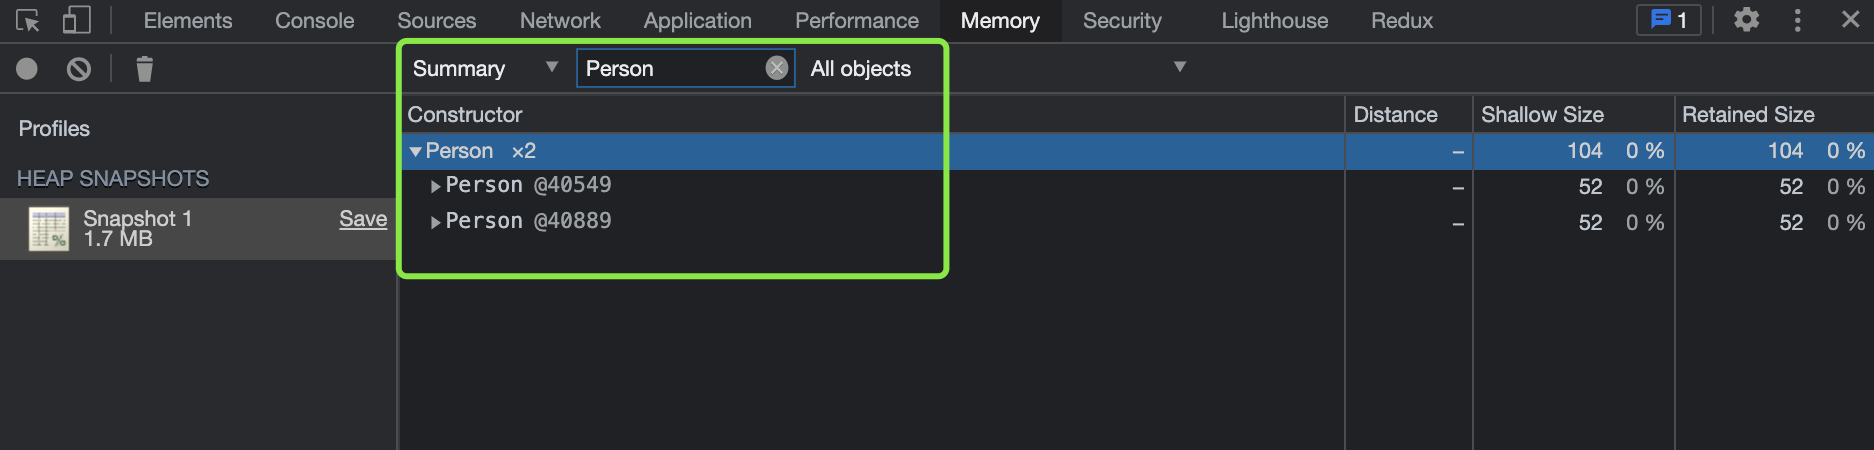 Elements Console Sources Network Application Performance Memory Security Lighthouse Redux 1
Summary Person All objects
Profiles
HEAP SNAPSHOTS
Snapshot 1 Save
1.7 MB
Constructor Distance Shallow Size Retained Size
Person ×2 – 104 0 % 104 0 %
Person @40549 – 52 0 % 52 0 %
Person @40889 – 52 0 % 52 0 %